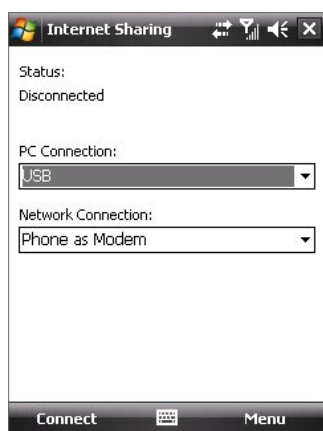 Internet Sharing
Status:
Disconnected
PC Connection:
USB
Network Connection:
Phone as Modem
Connect Menu